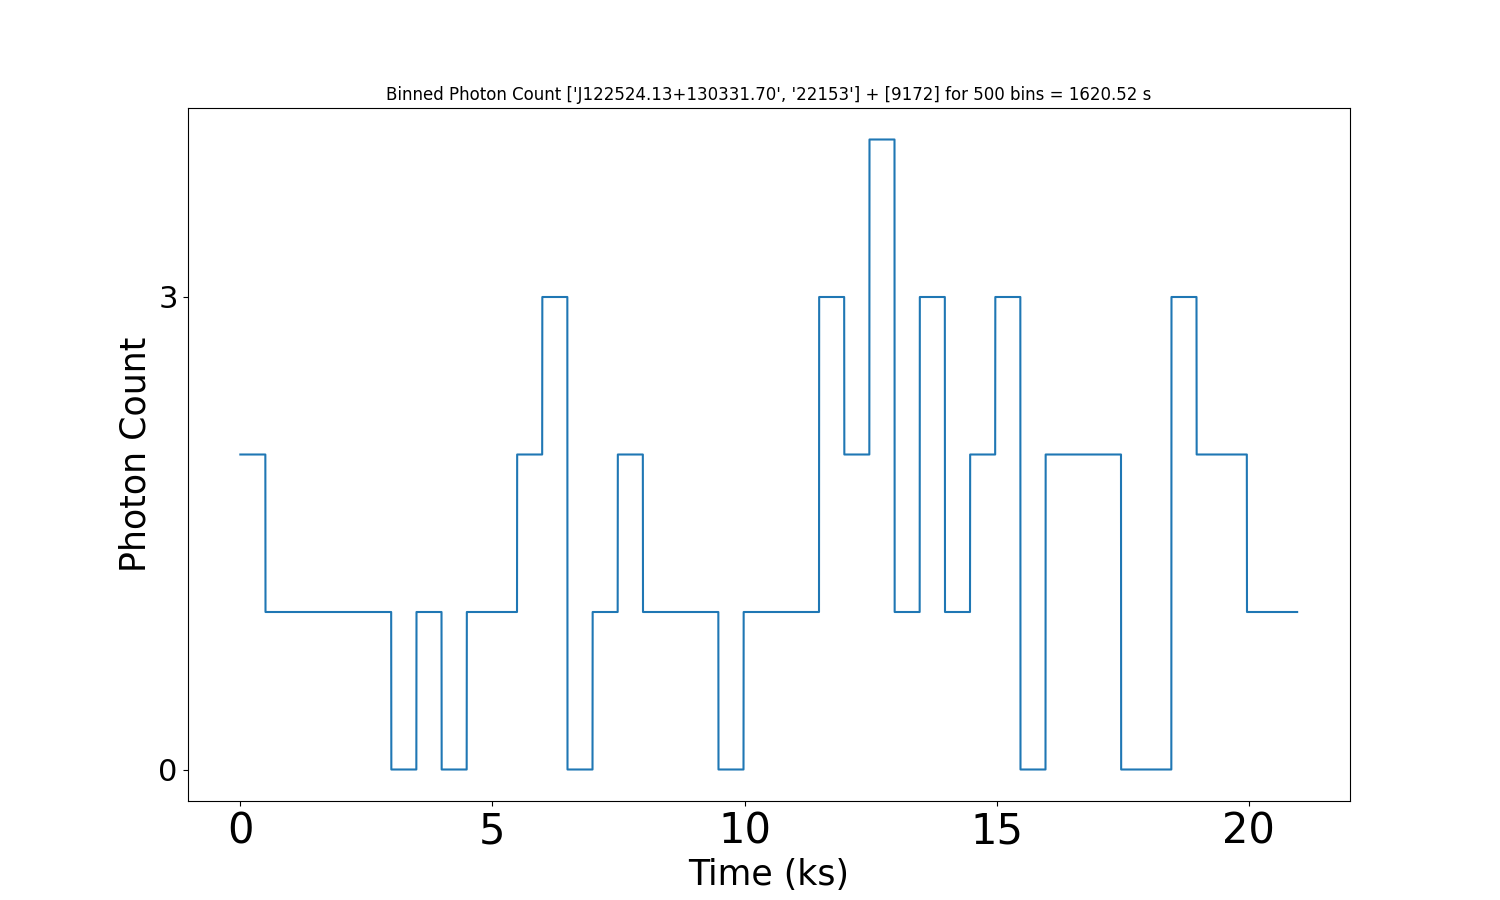 Binned Photon Count ['J122524.13+130331.70', '22153'] + [9172] for 500 bins = 1620.52 s
Photon Count
3
0
0 5 10 15 20
Time (ks)